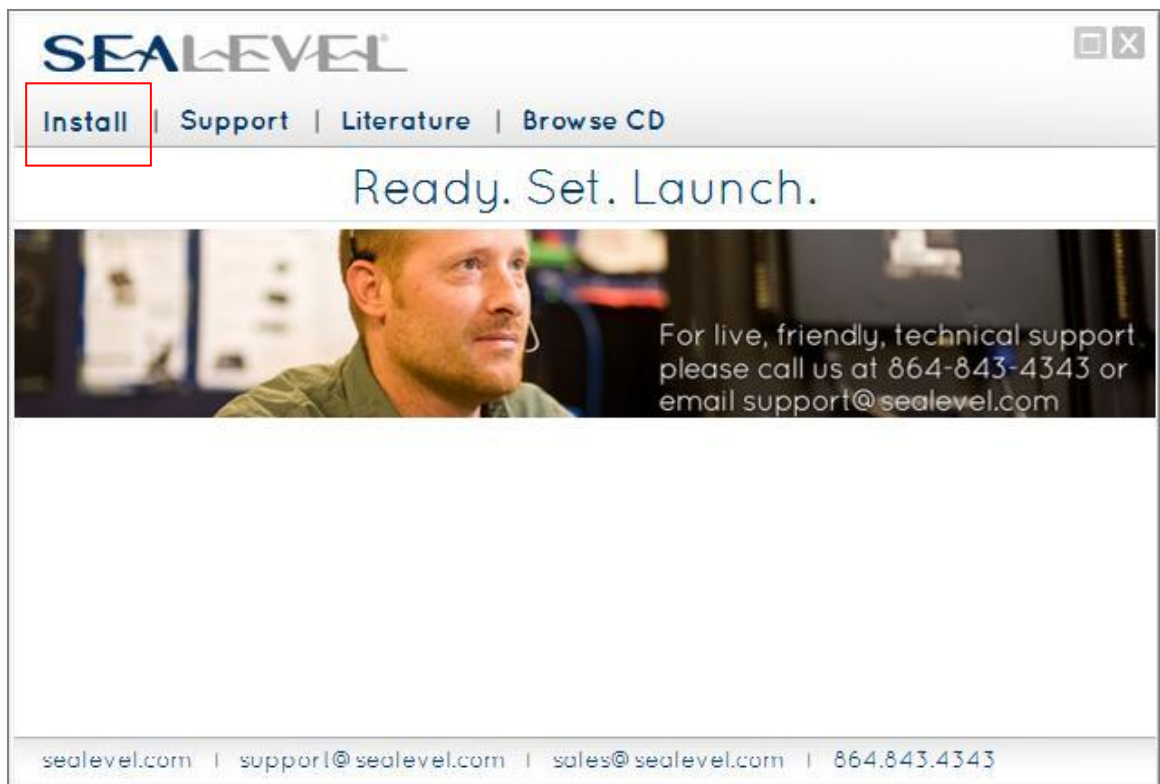 SEALEVEL
Install | Support | Literature | Browse CD
Ready. Set. Launch.
For live, friendly, technical support
please call us at 864-843-4343 or
email support@sealevel.com
sealevel.com | support@sealevel.com | sales@sealevel.com | 864.843.4343